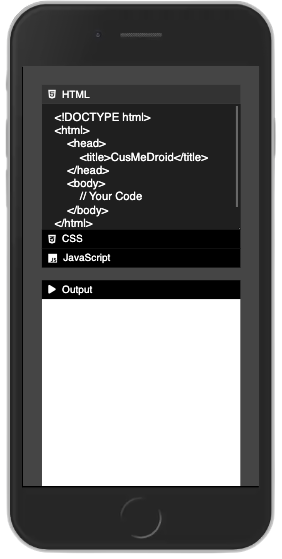 HTML
<!DOCTYPE html>
<html>
<head>
<title>CusMeDroid</title>
</head>
<body>
// Your Code
</body>
</html>
CSS
JavaScript
Output